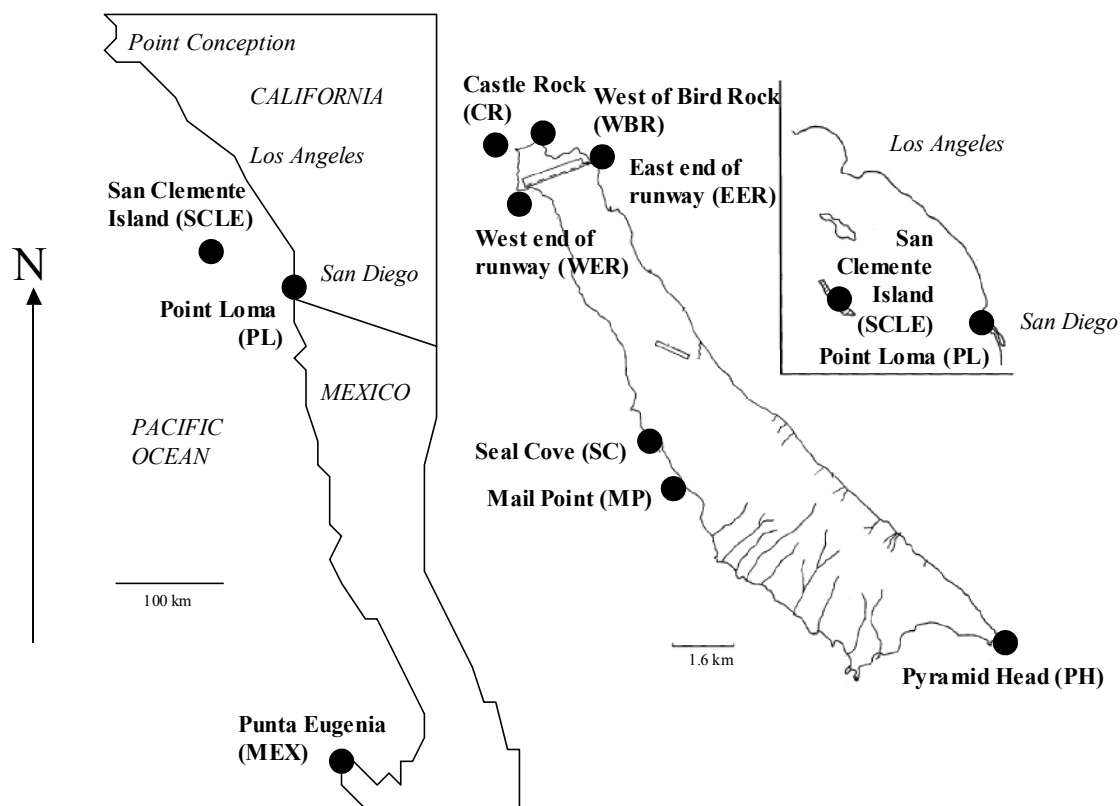 Point Conception
CALIFORNIA
Los Angeles
San Clemente
Island (SCLE)
N
San Diego
Point Loma
(PL)
MEXICO
PACIFIC
OCEAN
100 km
Punta Eugenia
(MEX)
Castle Rock
(CR)
West of Bird Rock
(WBR)
East end of
runway (EER)
West end of
runway (WER)
Seal Cove (SC)
Mail Point (MP)
1.6 km
Pyramid Head (PH)
Los Angeles
San
Clemente
Island
(SCLE)
San Diego
Point Loma (PL)